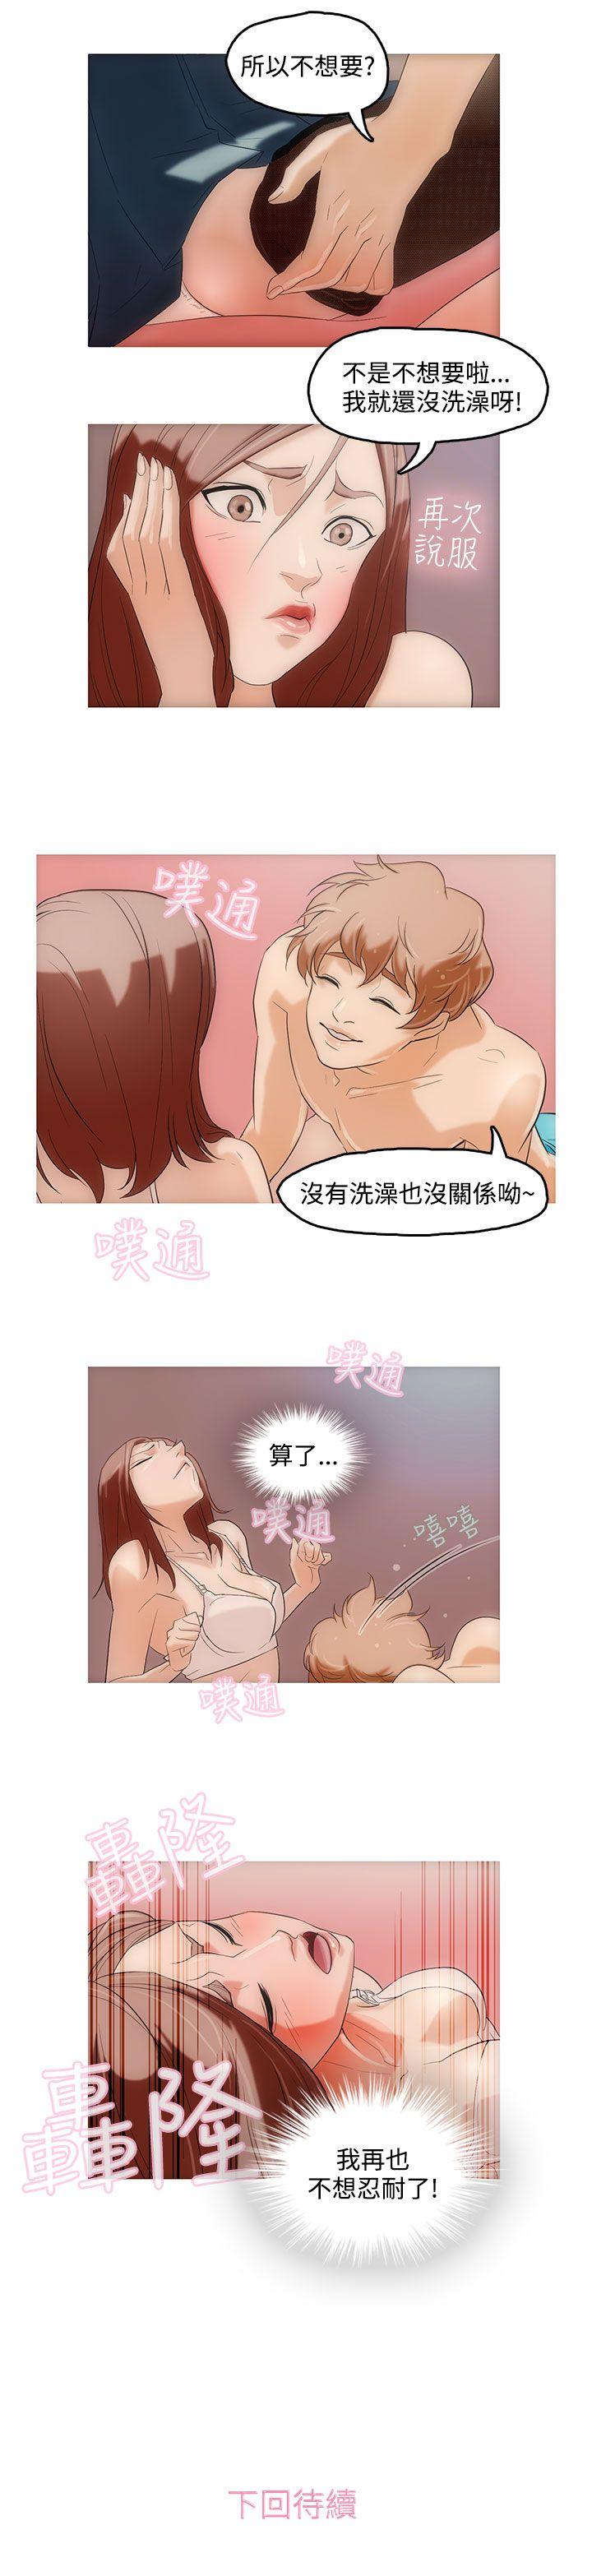 所以不想要?
不是不想要啦...
我就還沒洗澡呀!
再次
說服
噗通
沒有洗澡也沒關係呦~
噗通
噗通
算了...
噗通
嘻嘻
噗通
轟隆
轟隆
我再也
不想忍耐了!
下回待續